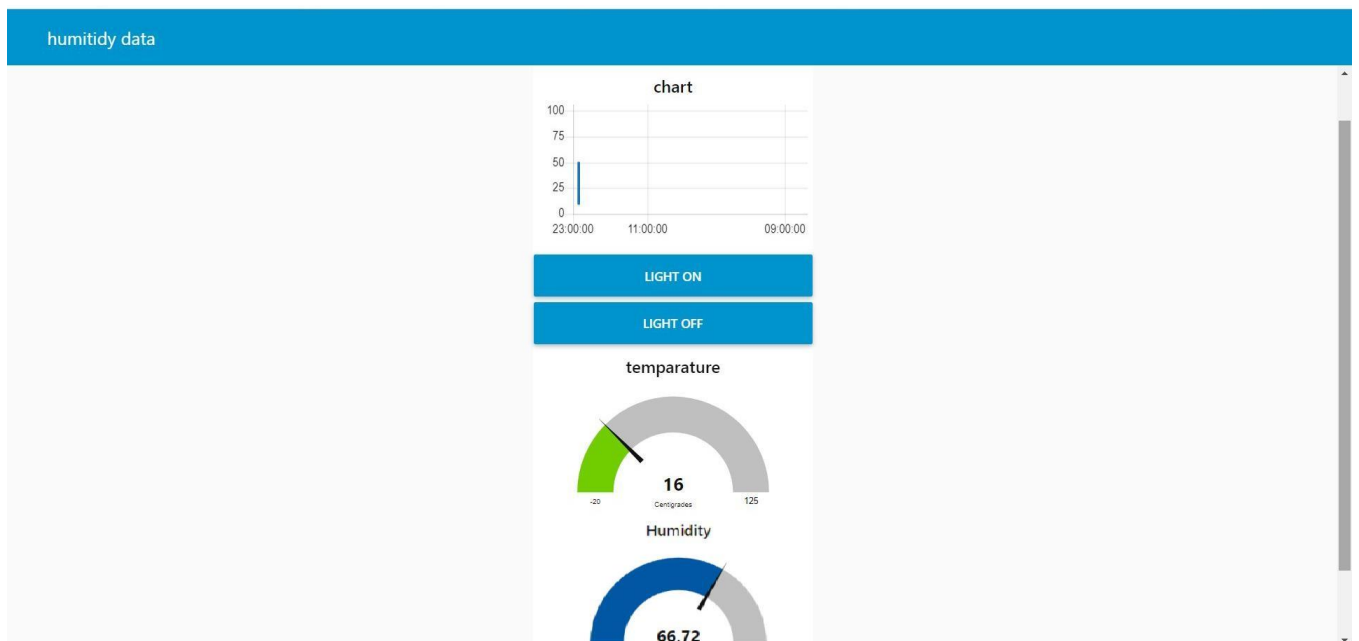 humitidy data
chart
100
75
50
25
0
23:00:00 11:00:00 09:00:00
LIGHT ON
LIGHT OFF
temparature
16
-20 Centigrades 125
Humidity
66.72